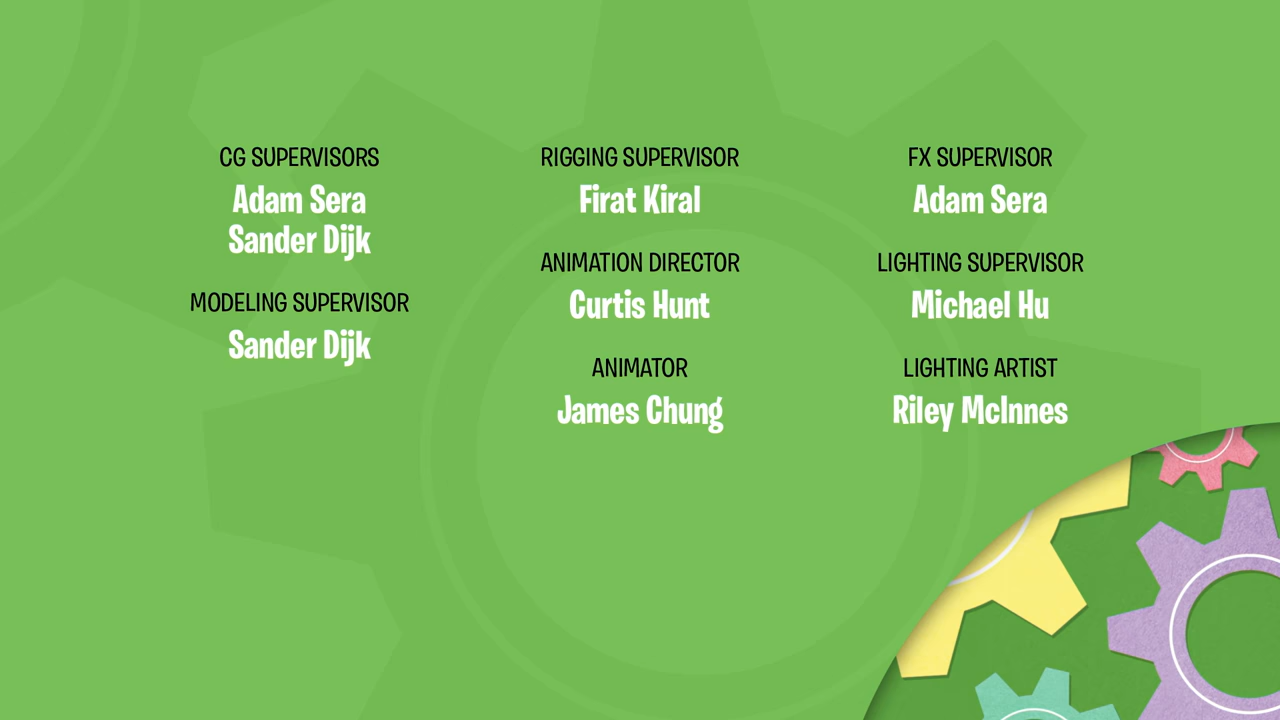 CG SUPERVISORS
Adam Sera
Sander Dijk
MODELING SUPERVISOR
Sander Dijk
RIGGING SUPERVISOR
Firat Kiral
ANIMATION DIRECTOR
Curtis Hunt
ANIMATOR
James Chung
FX SUPERVISOR
Adam Sera
LIGHTING SUPERVISOR
Michael Hu
LIGHTING ARTIST
Riley McInnes